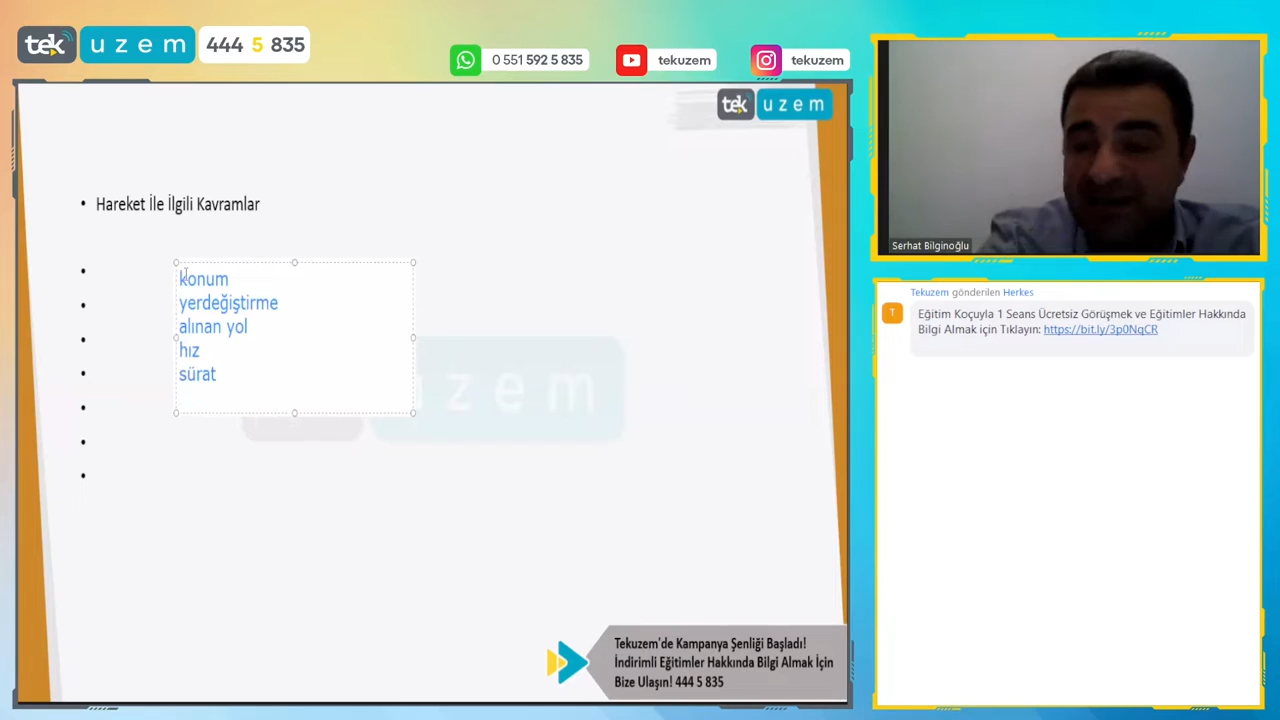 tek uzem 444 5 835
0 551 592 5 835
tekuzem
tekuzem
tek uzem
• Hareket İle İlgili Kavramlar
konum
yerdeğiştirme
alınan yol
hız
sürat
uzem
Tekuzem'de Kampanya Şenliği Başladı!
İndirimli Eğitimler Hakkında Bilgi Almak İçin
Bize Ulaşın! 444 5 835
Serhat Bilginoğlu
Tekuzem gönderilen Herkes
T
Eğitim Koçuyla 1 Seans Ücretsiz Görüşmek ve Eğitimler Hakkında
Bilgi Almak için Tıklayın: https://bit.ly/3p0NqCR